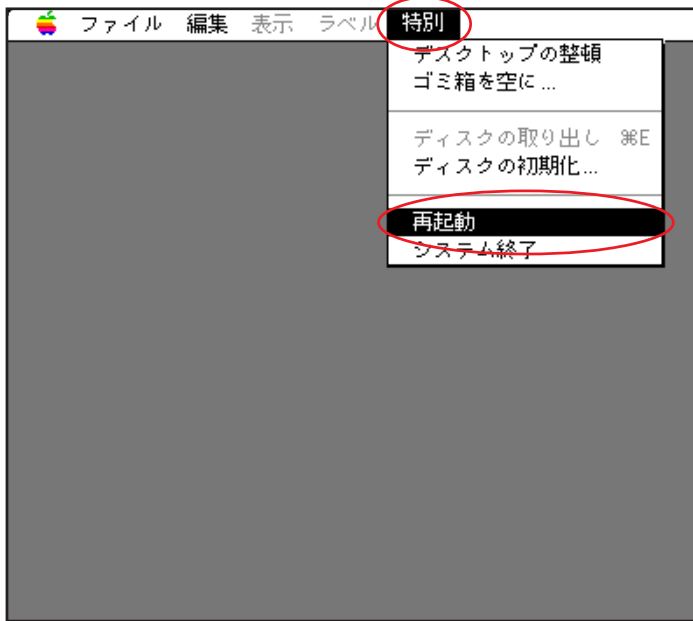 ファイル 編集 表示 ラベル 特別
デスクトップの整頓
ゴミ箱を空に...
ディスクの取り出し ⌘E
ディスクの初期化...
再起動
システム終了